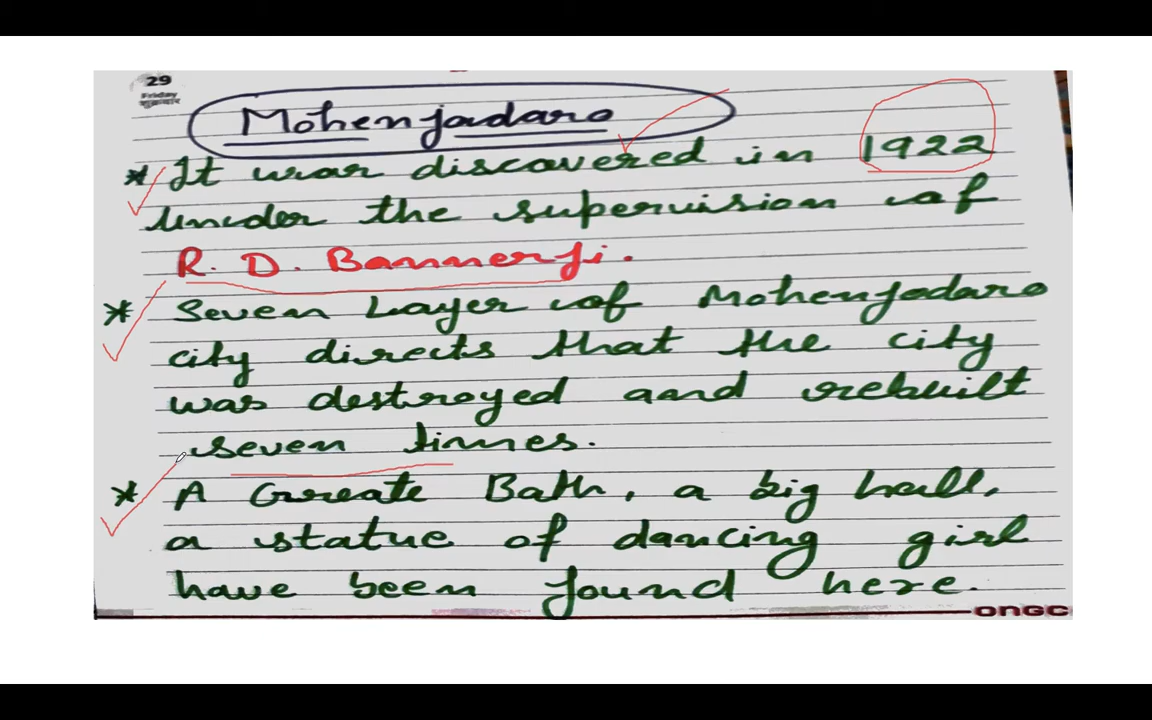 29
Friday
शुक्रवार
Mohenjadaro
* It was discovered in 1922
Under the supervision of
R. D. Bannerji.
* Seven Layer of Mohenjadaro
city directs that the city
was destroyed and rebuilt
seven times.
* A Greate Bath, a big hall,
a statue of dancing girl
have been found here.
ONGC